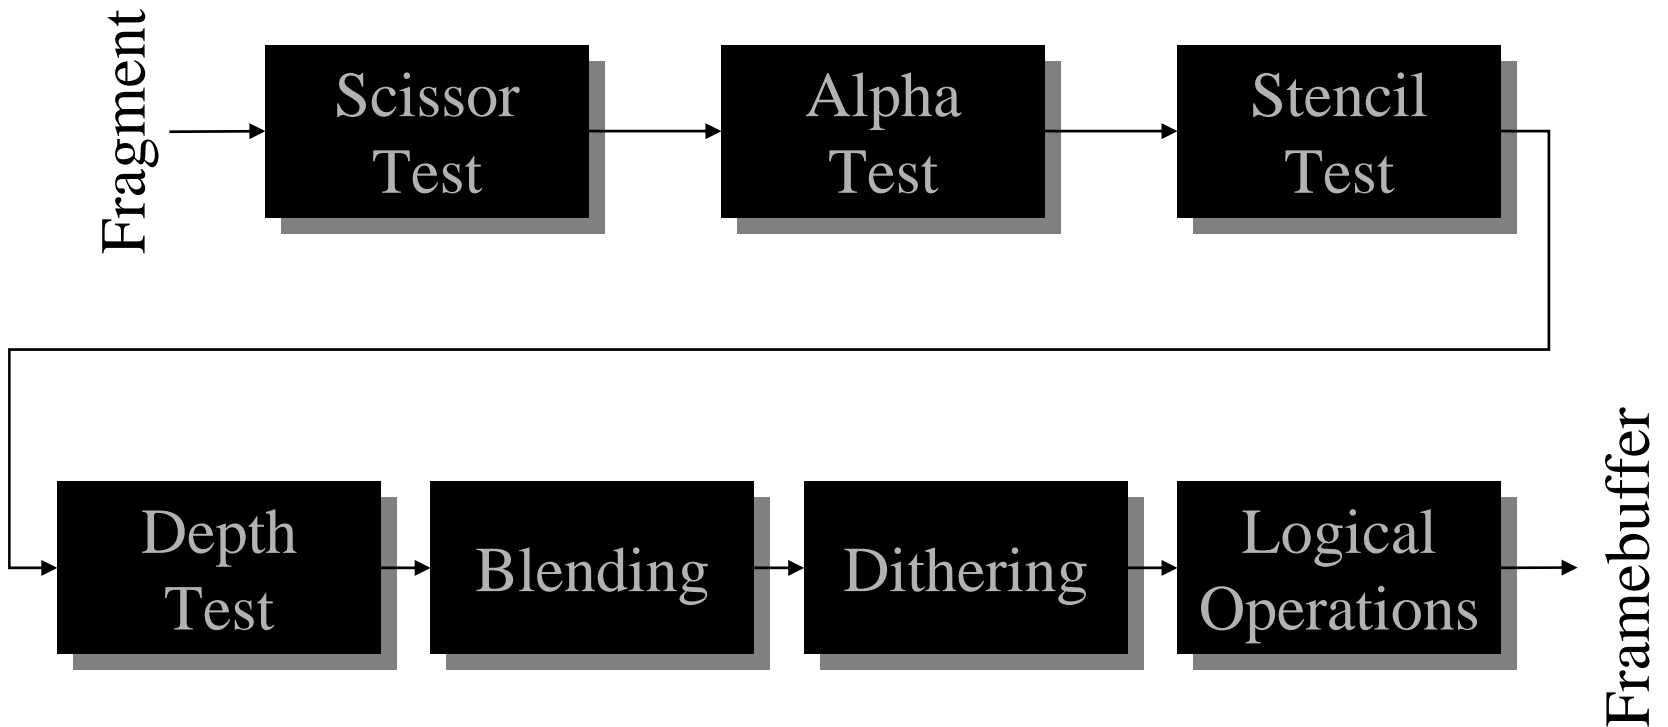 Fragment
Scissor
Test
Alpha
Test
Stencil
Test
Depth
Test
Blending
Dithering
Logical
Operations
Framebuffer